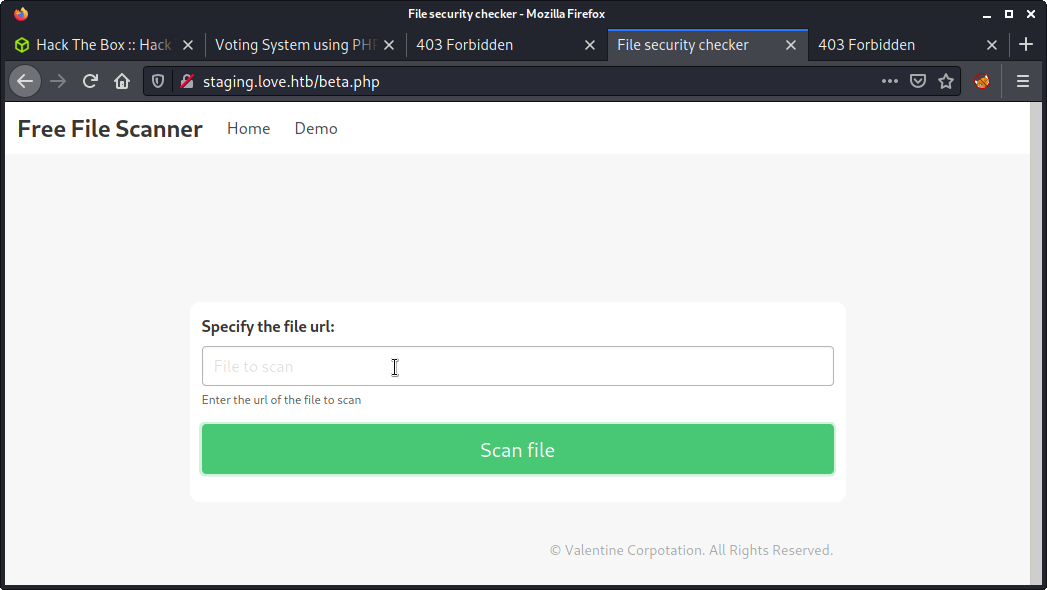 File security checker - Mozilla Firefox
Hack The Box :: Hack
Voting System using PHP
403 Forbidden
File security checker
403 Forbidden
staging.love.htb/beta.php
Free File Scanner
Home
Demo
Specify the file url:
File to scan
Enter the url of the file to scan
Scan file
© Valentine Corpotation. All Rights Reserved.